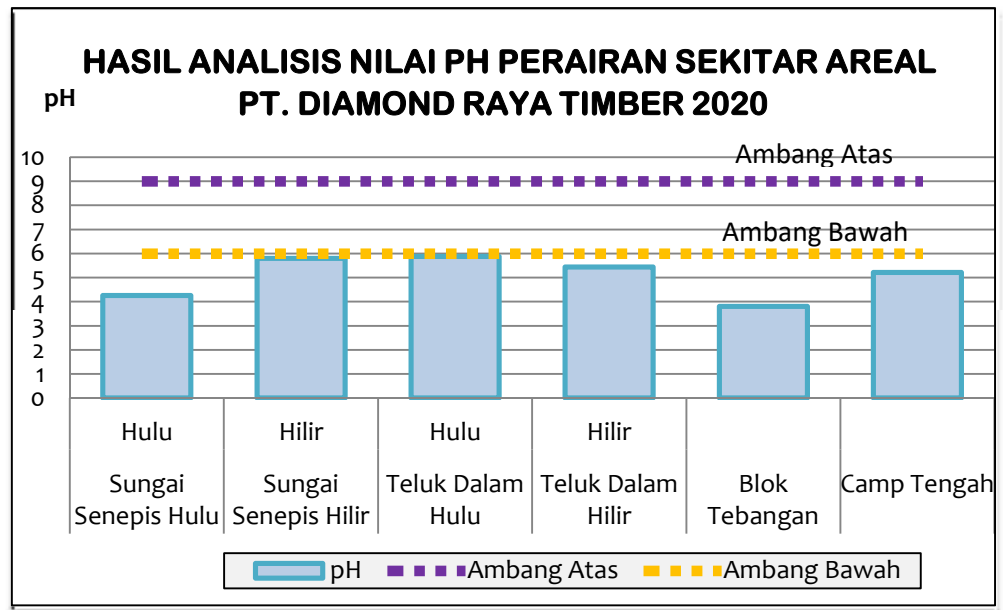 HASIL ANALISIS NILAI PH PERAIRAN SEKITAR AREAL
PT. DIAMOND RAYA TIMBER 2020
pH
10
9
8
7
6
5
4
3
2
1
0
Ambang Atas
Ambang Bawah
Hulu Hilir Hulu Hilir
Sungai Sungai Teluk Dalam Teluk Dalam Blok Camp Tengah
Senepis Hulu Senepis Hilir Hulu Hilir Tebangan
pH Ambang Atas Ambang Bawah